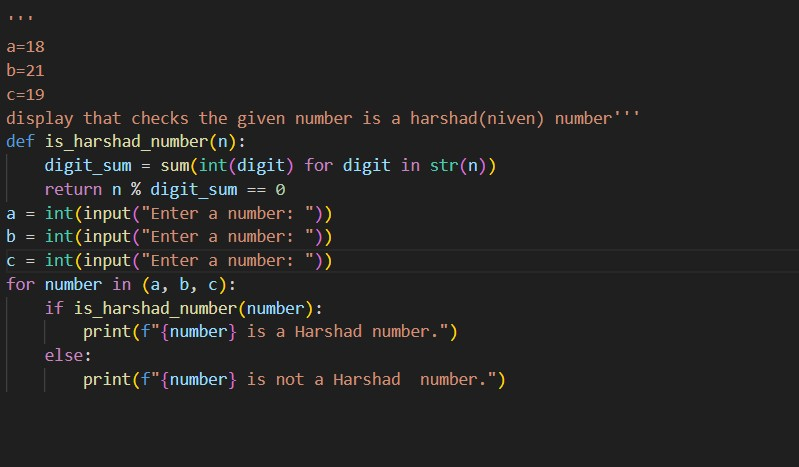 '''
a=18
b=21
c=19
display that checks the given number is a harshad(niven) number'''
def is_harshad_number(n):
    digit_sum = sum(int(digit) for digit in str(n))
    return n % digit_sum == 0
a = int(input("Enter a number: "))
b = int(input("Enter a number: "))
c = int(input("Enter a number: "))
for number in (a, b, c):
    if is_harshad_number(number):
        print(f"{number} is a Harshad number.")
    else:
        print(f"{number} is not a Harshad  number.")